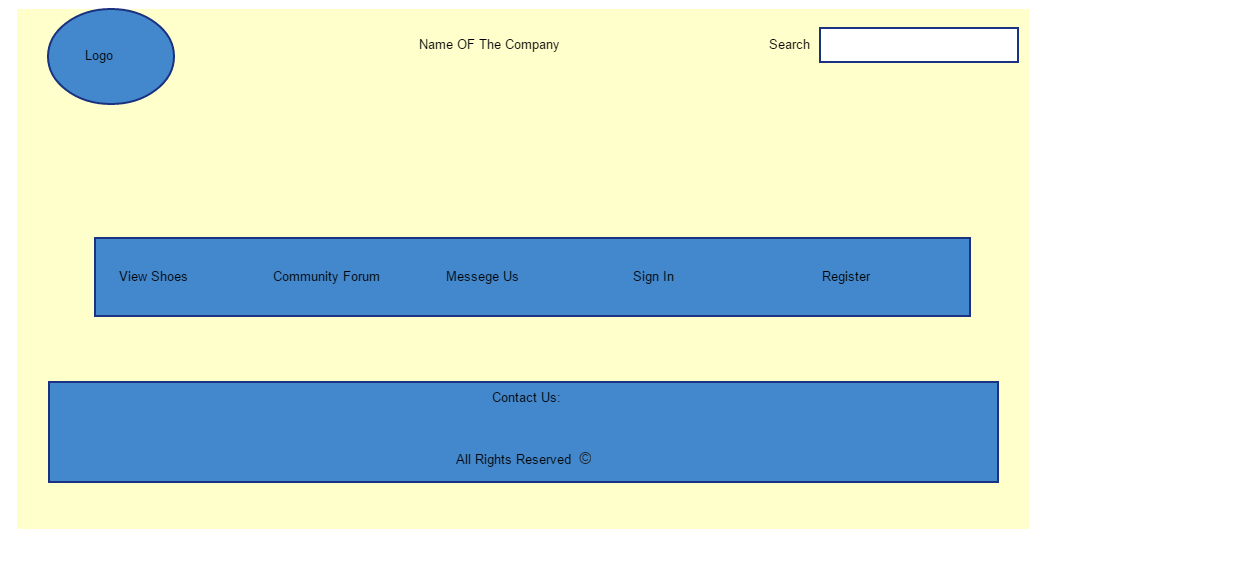 Logo
Name OF The Company
Search
View Shoes
Community Forum
Messege Us
Sign In
Register
Contact Us:
All Rights Reserved ©